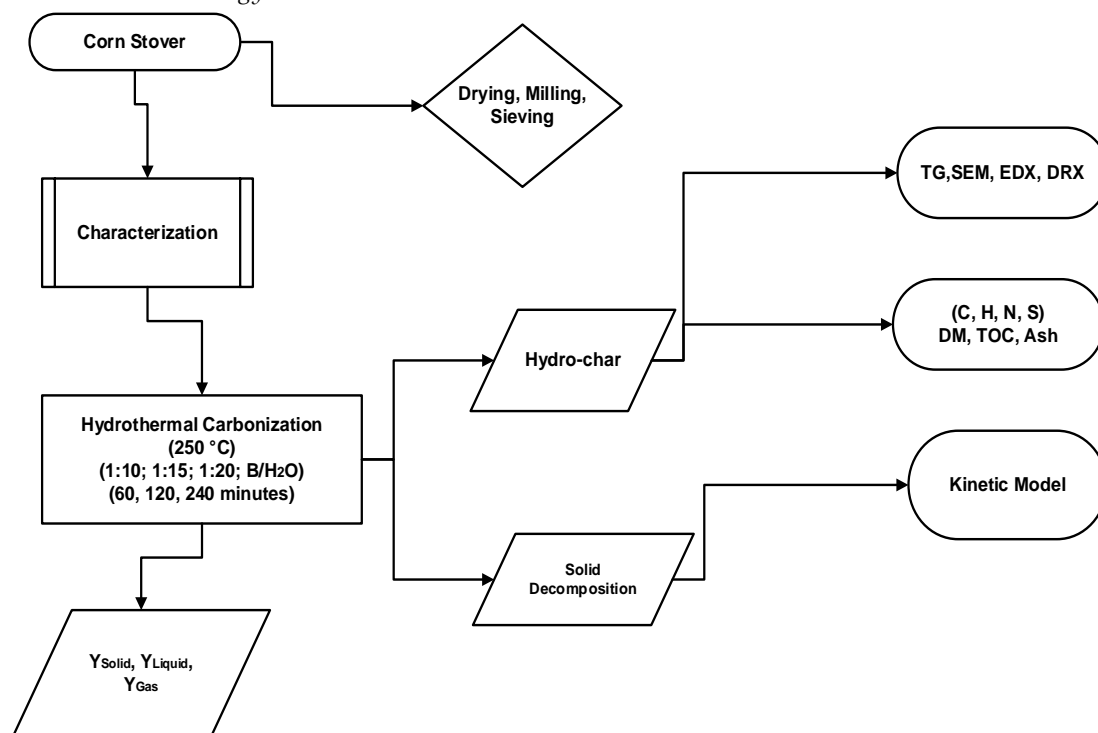 Corn Stover
Drying, Milling,
Sieving
TG,SEM, EDX, DRX
Characterization
(C, H, N, S)
DM, TOC, Ash
Hydro-char
Hydrothermal Carbonization
(250 °C)
(1:10; 1:15; 1:20; B/H2O)
(60, 120, 240 minutes)
Kinetic Model
Solid
Decomposition
YSolid, YLiquid,
YGas